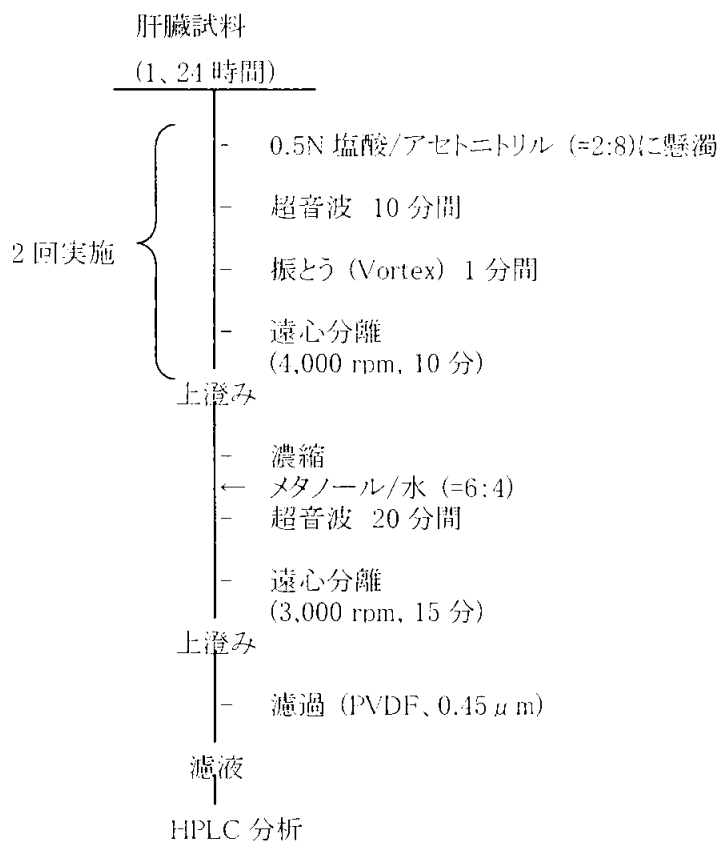 肝臓試料
(1、24 時間)
0.5N 塩酸/アセトニトリル (=2:8)に懸濁
超音波 10 分間
2 回実施
振とう (Vortex) 1 分間
遠心分離
(4,000 rpm, 10 分)
上澄み
濃縮
← メタノール/水 (=6:4)
超音波 20 分間
遠心分離
(3,000 rpm, 15 分)
上澄み
濾過 (PVDF、0.45 μm)
濾液
HPLC 分析